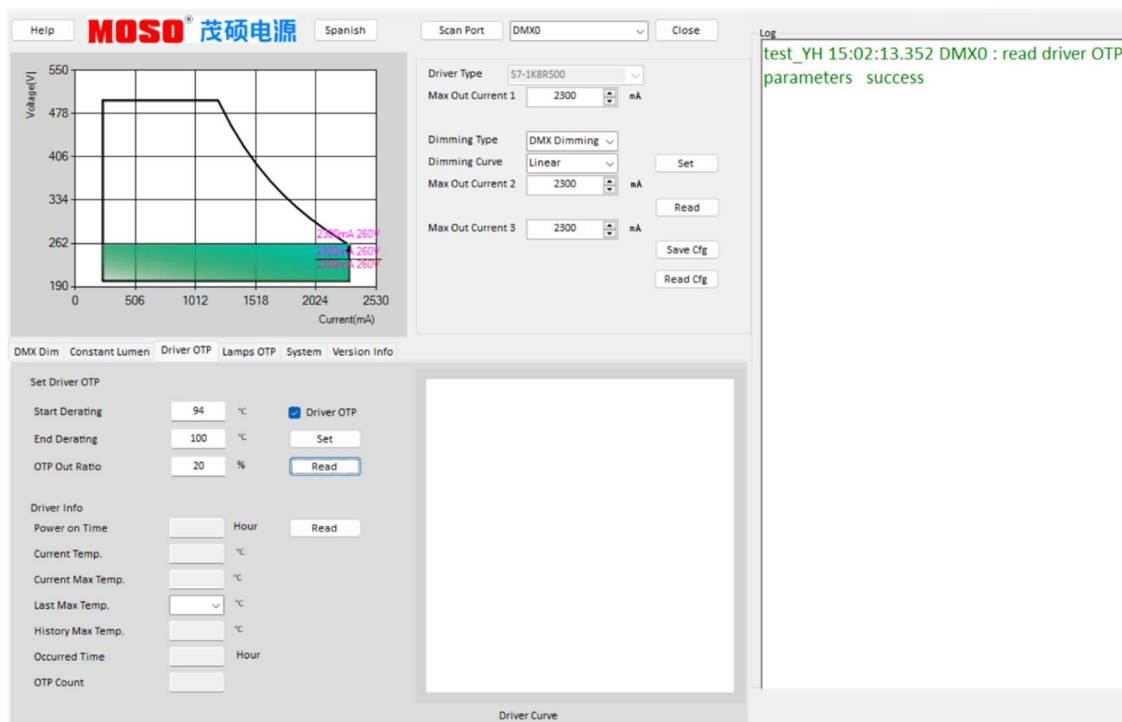 Help
MOSO® 茂硕电源
Spanish
Scan Port
DMX0
Close
Log
test_YH 15:02:13.352 DMX0 : read driver OTP
parameters success
Voltage(V)
550
478
406
334
262
190
0 506 1012 1518 2024 2530
Current(mA)
2300mA 260V
2300mA 260V
2300mA 260V
Driver Type S7-1K8R500
Max Out Current 1 2300 mA
Dimming Type DMX Dimming
Dimming Curve Linear Set
Max Out Current 2 2300 mA
Read
Max Out Current 3 2300 mA
Save Cfg
Read Cfg
DMX Dim Constant Lumen Driver OTP Lamps OTP System Version Info
Set Driver OTP
Start Derating 94 ℃ Driver OTP
End Derating 100 ℃ Set
OTP Out Ratio 20 % Read
Driver Info
Power on Time Hour Read
Current Temp. ℃
Current Max Temp. ℃
Last Max Temp. ℃
History Max Temp. ℃
Occurred Time Hour
OTP Count
Driver Curve